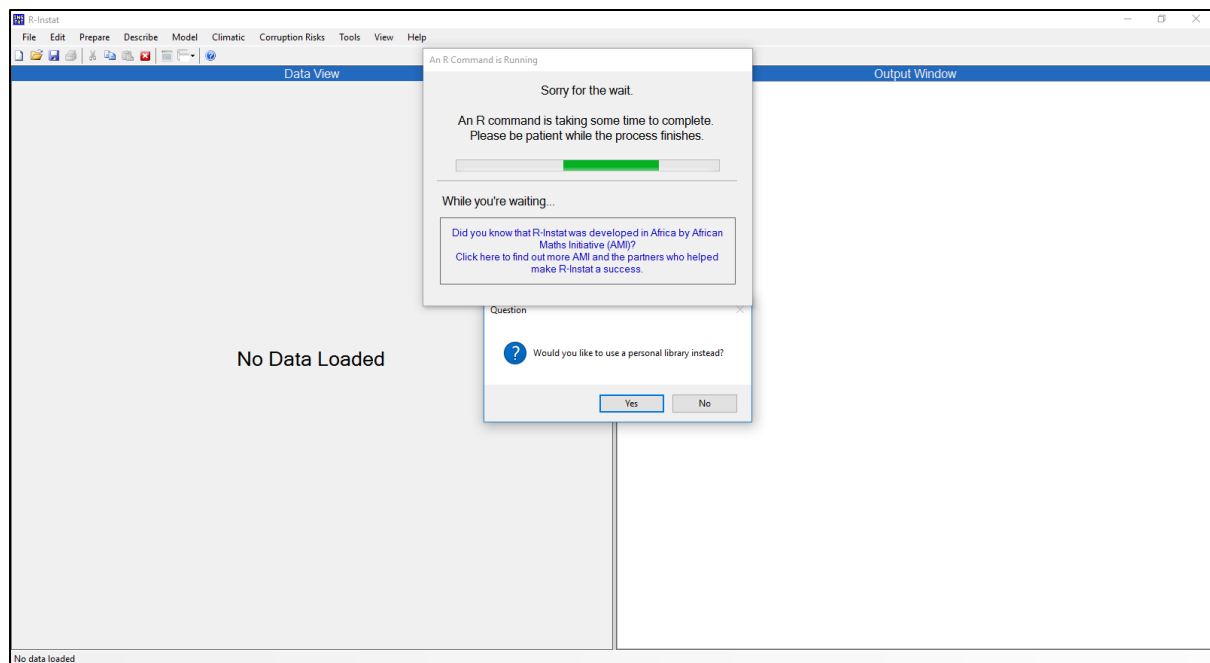 R-Instat
File Edit Prepare Describe Model Climatic Corruption Risks Tools View Help
Data View
Output Window
An R Command is Running
Sorry for the wait.
An R command is taking some time to complete.
Please be patient while the process finishes.
While you're waiting...
Did you know that R-Instat was developed in Africa by African
Maths Initiative (AMI)?
Click here to find out more AMI and the partners who helped
make R-Instat a success.
Question
Would you like to use a personal library instead?
Yes No
No Data Loaded
No data loaded